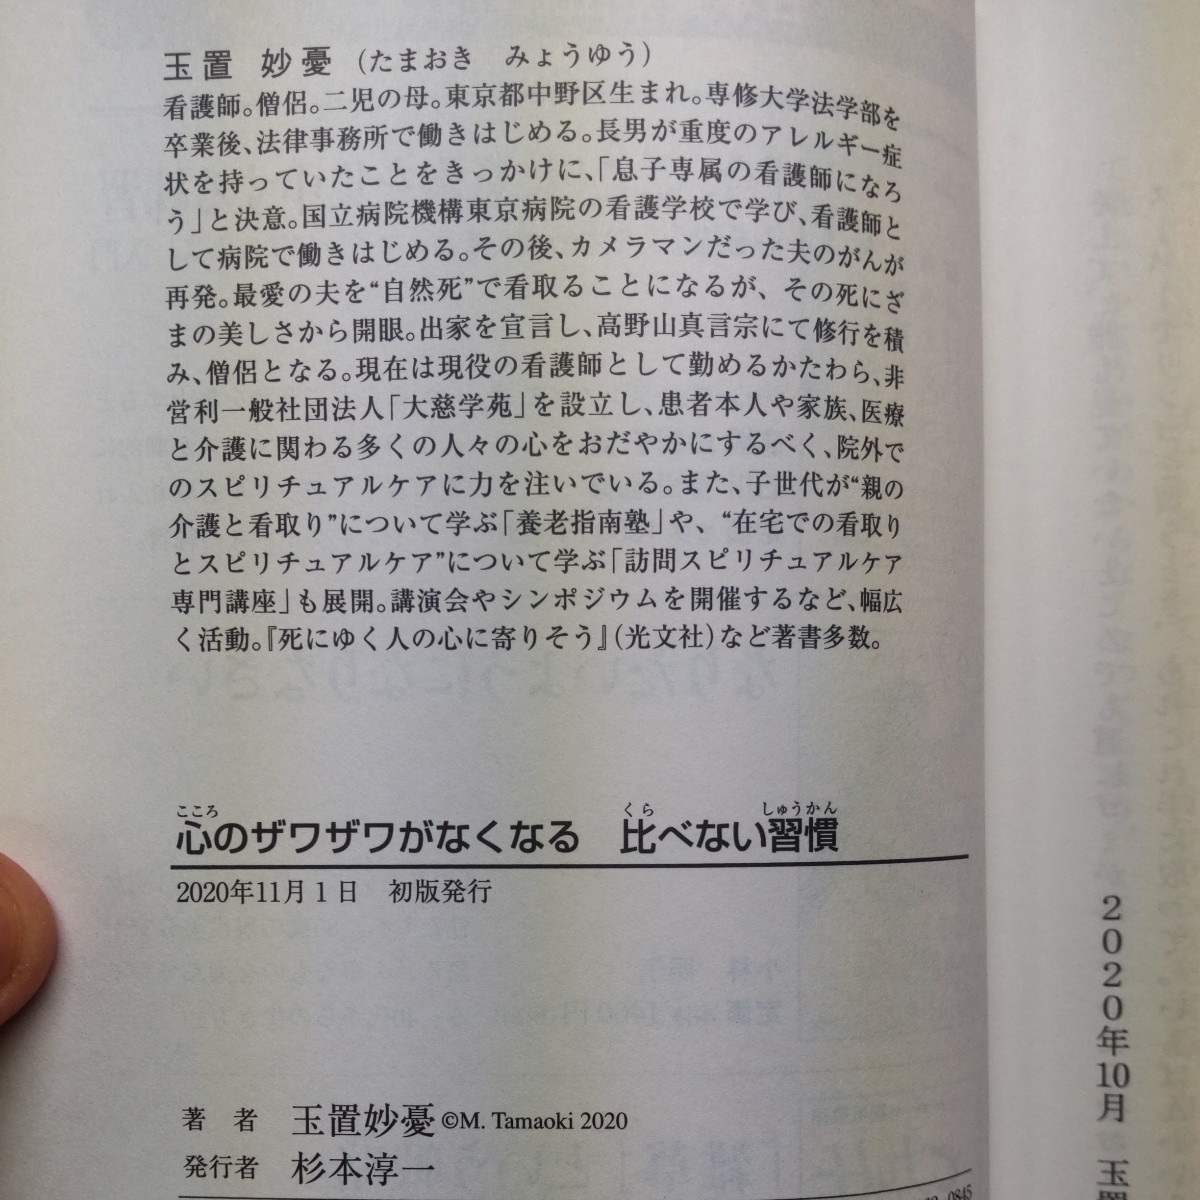 玉置 妙憂（たまおき みょうゆう）
看護師。僧侶。二児の母。東京都中野区生まれ。専修大学法学部を
卒業後、法律事務所で働きはじめる。長男が重度のアレルギー症
状を持っていたことをきっかけに、「息子専属の看護師になろ
う」と決意。国立病院機構東京病院の看護学校で学び、看護師と
して病院で働きはじめる。その後、カメラマンだった夫のがんが
再発。最愛の夫を“自然死”で看取ることになるが、その死にざ
まの美しさから開眼。出家を宣言し、高野山真言宗にて修行を積
み、僧侶となる。現在は現役の看護師として勤めるかたわら、非
営利一般社団法人「大慈学苑」を設立し、患者本人や家族、医療
と介護に関わる多くの人々の心をおだやかにするべく、院外で
のスピリチュアルケアに力を注いでいる。また、子世代が“親の
介護と看取り”について学ぶ「養老指南塾」や、“在宅での看取り
とスピリチュアルケア”について学ぶ「訪問スピリチュアルケア
専門講座」も展開。講演会やシンポジウムを開催するなど、幅広
く活動。『死にゆく人の心に寄りそう』（光文社）など著書多数。
こころ くら しゅうかん
心のザワザワがなくなる 比べない習慣
2020年11月1日 初版発行
著 者 玉置妙憂 ©M. Tamaoki 2020
発行者 杉本淳一
0845
2020年10月 玉置